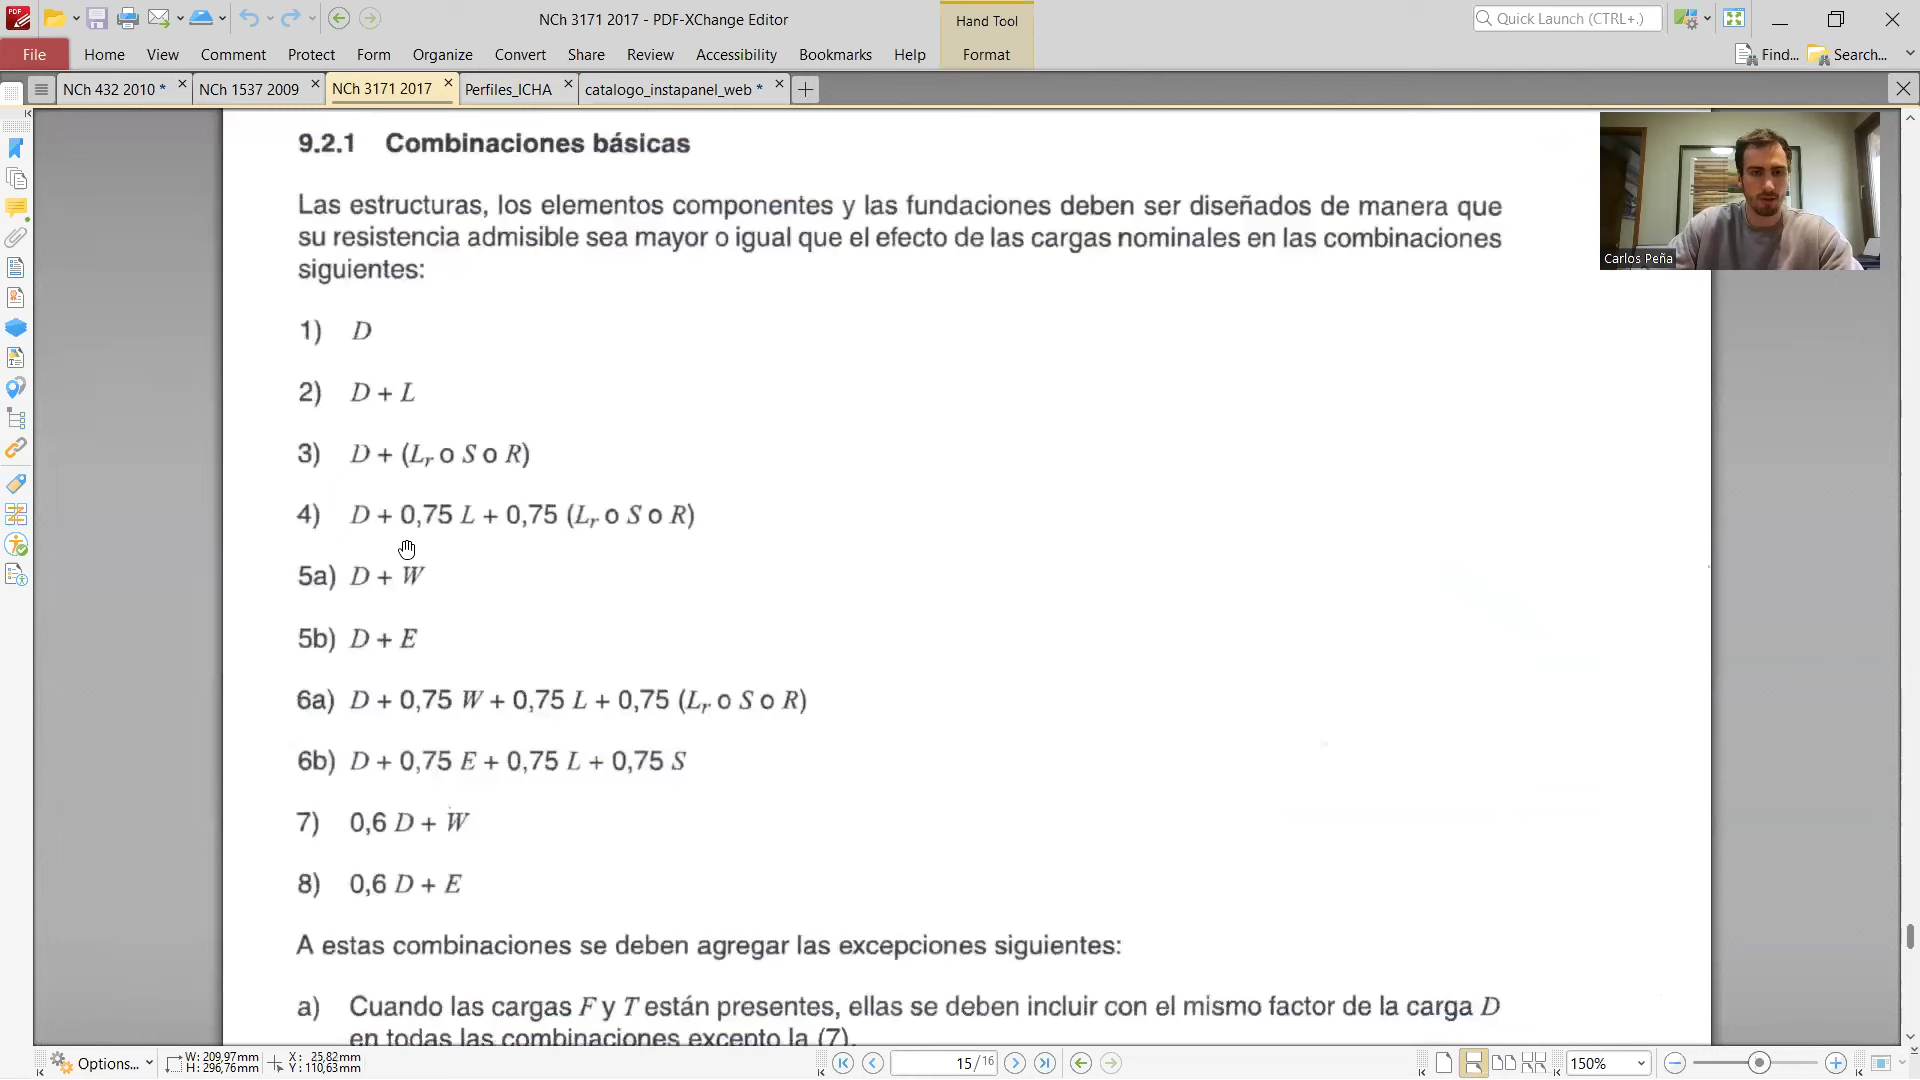 NCh 3171 2017 - PDF-XChange Editor
Hand Tool
Quick Launch (CTRL+.)
File
Home
View
Comment
Protect
Form
Organize
Convert
Share
Review
Accessibility
Bookmarks
Help
Format
Find...
Search...
NCh 432 2010 *
NCh 1537 2009
NCh 3171 2017
Perfiles_ICHA
catalogo_instapanel_web *
9.2.1 Combinaciones básicas
Las estructuras, los elementos componentes y las fundaciones deben ser diseñados de manera que
su resistencia admisible sea mayor o igual que el efecto de las cargas nominales en las combinaciones
siguientes:
1) D
2) D + L
3) D + (Lr o S o R)
4) D + 0,75 L + 0,75 (Lr o S o R)
5a) D + W
5b) D + E
6a) D + 0,75 W + 0,75 L + 0,75 (Lr o S o R)
6b) D + 0,75 E + 0,75 L + 0,75 S
7) 0,6 D + W
8) 0,6 D + E
A estas combinaciones se deben agregar las excepciones siguientes:
a) Cuando las cargas F y T están presentes, ellas se deben incluir con el mismo factor de la carga D
en todas las combinaciones excepto la (7).
Carlos Peña
Options...
W: 209,97mm
H: 296,76mm
X: 25,82mm
Y: 110,63mm
15 / 16
150%